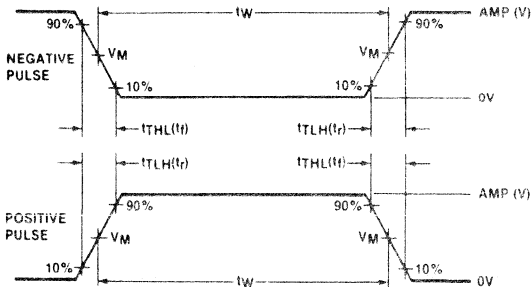 tW
90%
90%
AMP (V)
NEGATIVE
PULSE
VM
VM
10%
10%
0V
tTHL(tf)
tTLH(tr)
tTLH(tr)
tTHL(tf)
AMP (V)
90%
90%
POSITIVE
PULSE
VM
VM
10%
10%
tW
0V